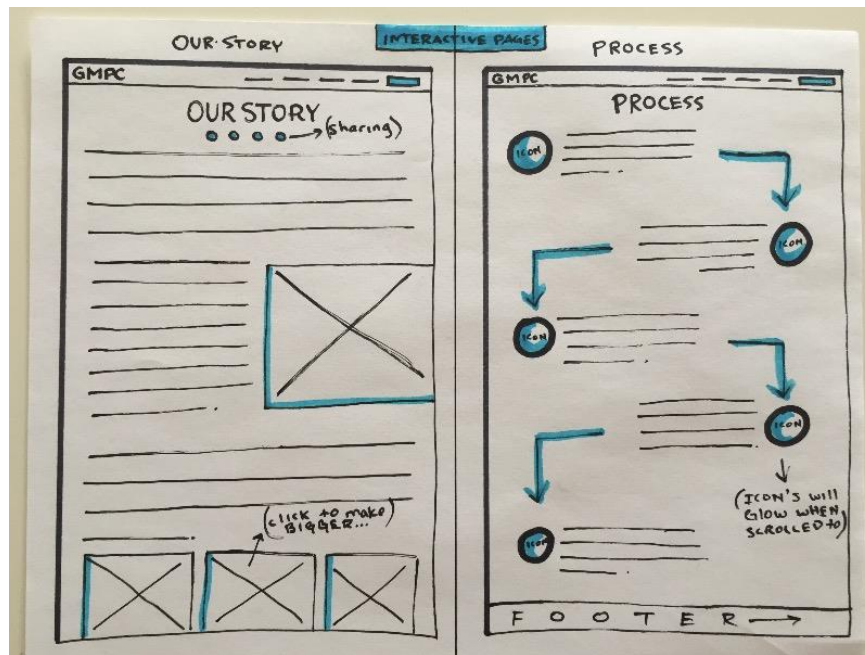 INTERACTIVE PAGES
OUR·STORY
GMPC
OUR STORY
(sharing)
(click to make
BIGGER...)
PROCESS
GMPC
PROCESS
ICON
ICON
ICON
ICON
ICON
(ICON'S will
GLOW WHEN
SCROLLED to)
FOOTER